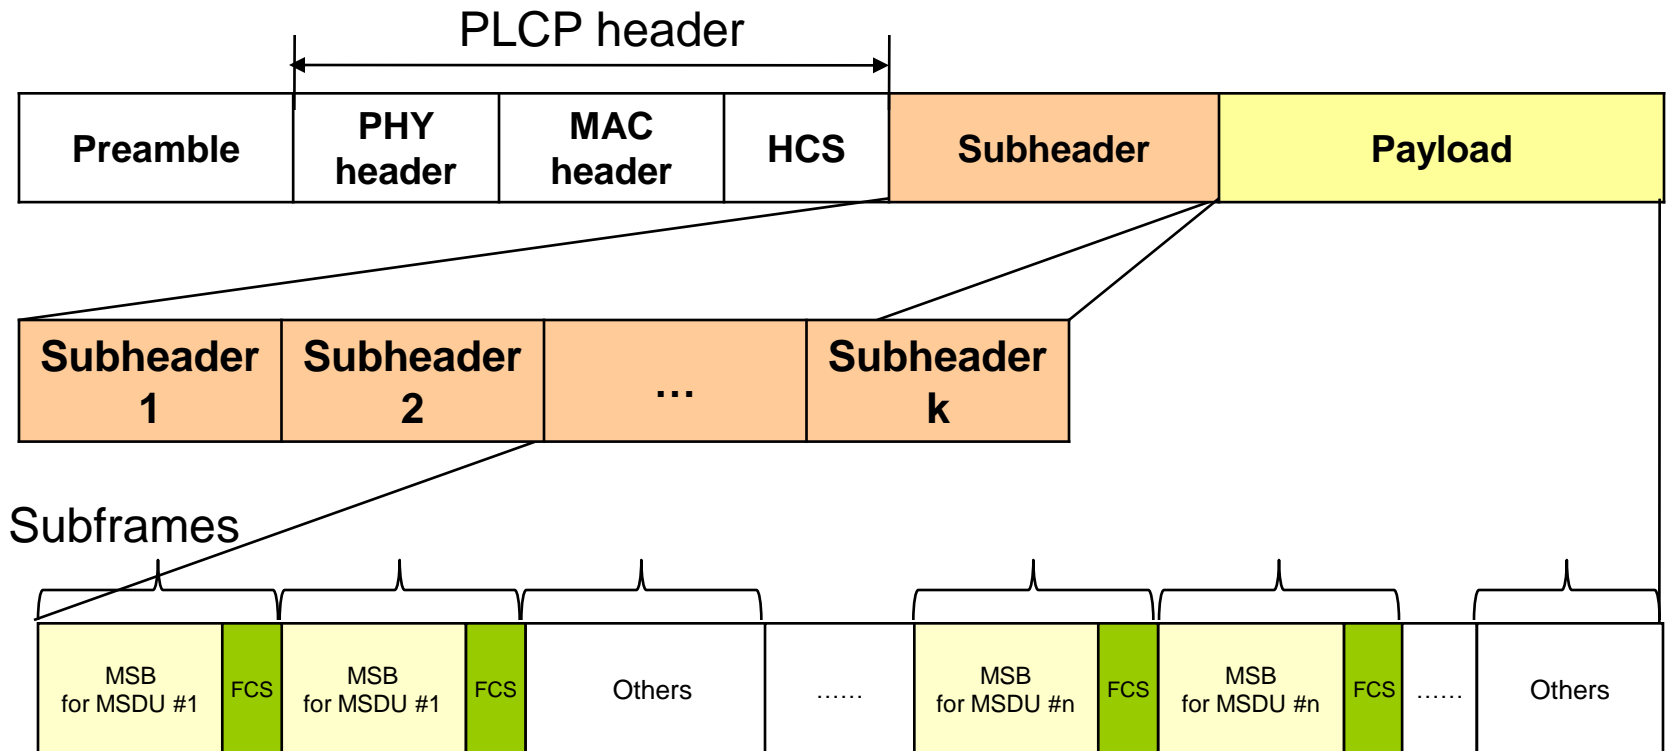 PLCP header
Preamble
PHY
header
MAC
header
HCS
Subheader
Payload
Subheader
1
Subheader
2
...
Subheader
k
Subframes
MSB
for MSDU #1
FCS
MSB
for MSDU #1
FCS
Others
......
MSB
for MSDU #n
FCS
MSB
for MSDU #n
FCS
......
Others